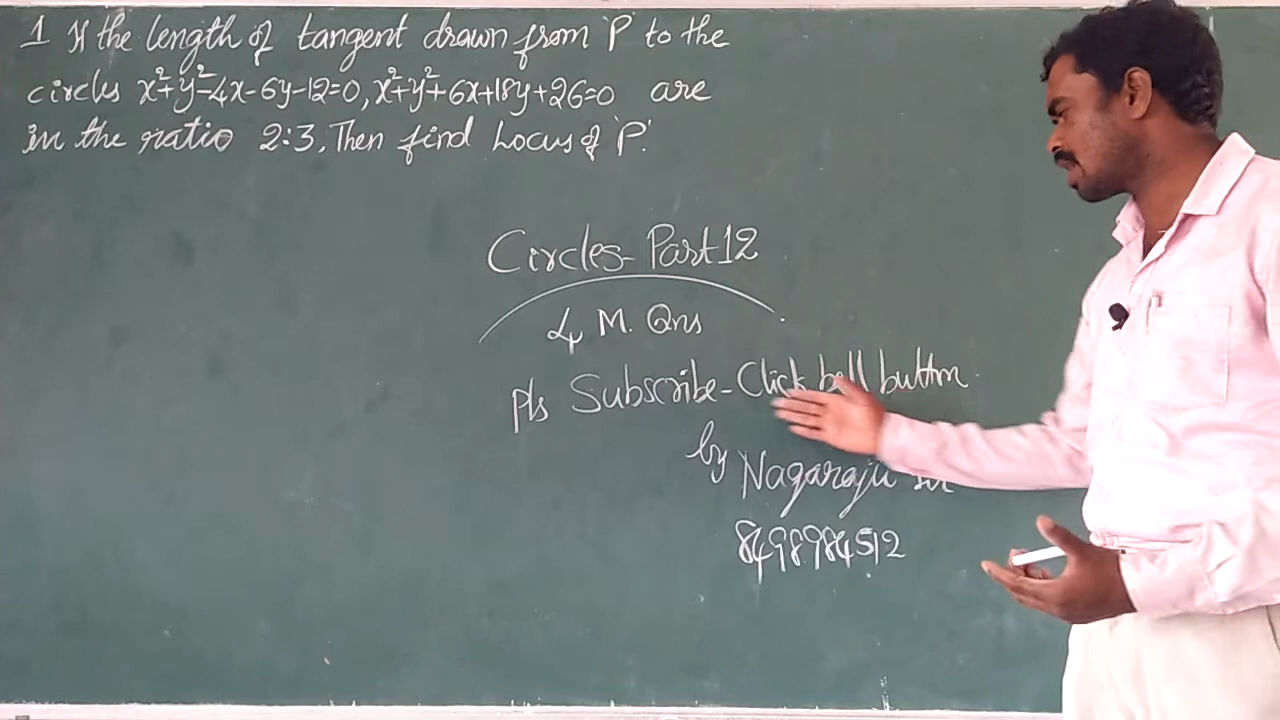 1 If the length of tangent drawn from 'P' to the
circles x²+y²-4x-6y-12=0, x²+y²+6x+18y+26=0 are
in the ratio 2:3. Then find Locus of 'P'.
Circles-Part 12
4 M. Qns
pls Subscribe-Click bell button
by
Nagaraju
8498984512